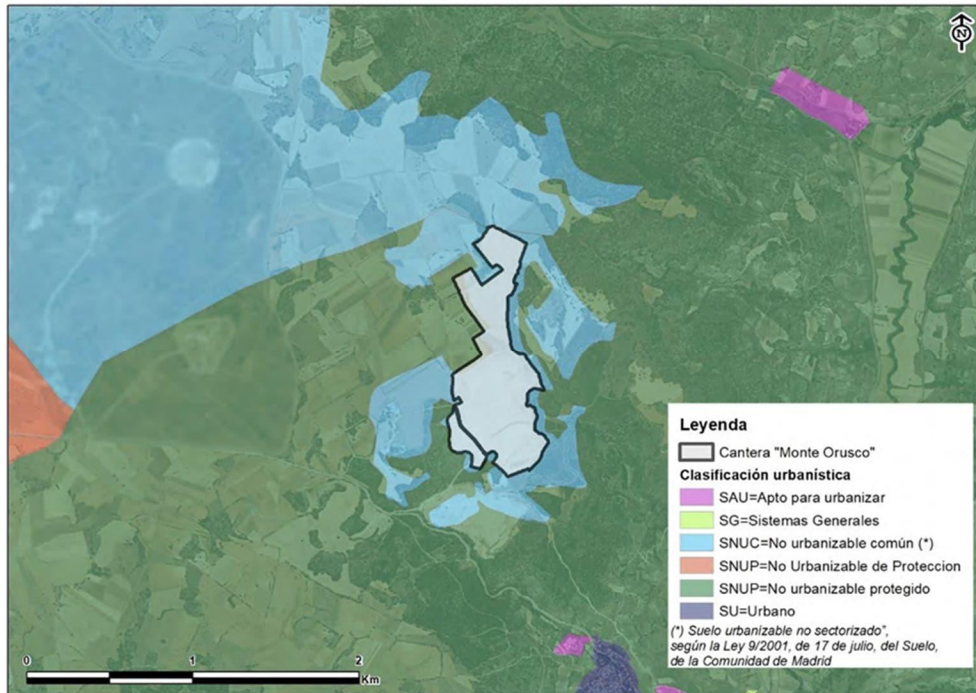 N
Leyenda
Cantera "Monte Orusco"
Clasificación urbanística
SAU=Apto para urbanizar
SG=Sistemas Generales
SNUC=No urbanizable común (*)
SNUP=No Urbanizable de Proteccion
SNUP=No urbanizable protegido
SU=Urbano
(*) Suelo urbanizable no sectorizado",
según la Ley 9/2001, de 17 de julio, del Suelo,
de la Comunidad de Madrid
0 1 2
Km